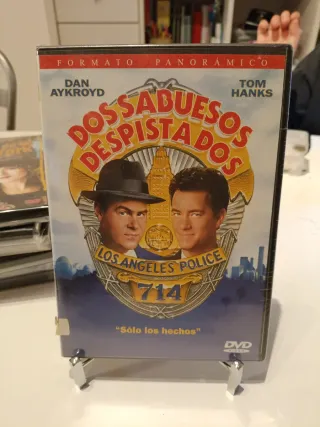 FORMATO PANORÁMICO
DAN AYKROYD
TOM HANKS
DOS SABUESOS
DESPISTADOS
LOS ANGELES POLICE
714
"Sólo los hechos"
DVD